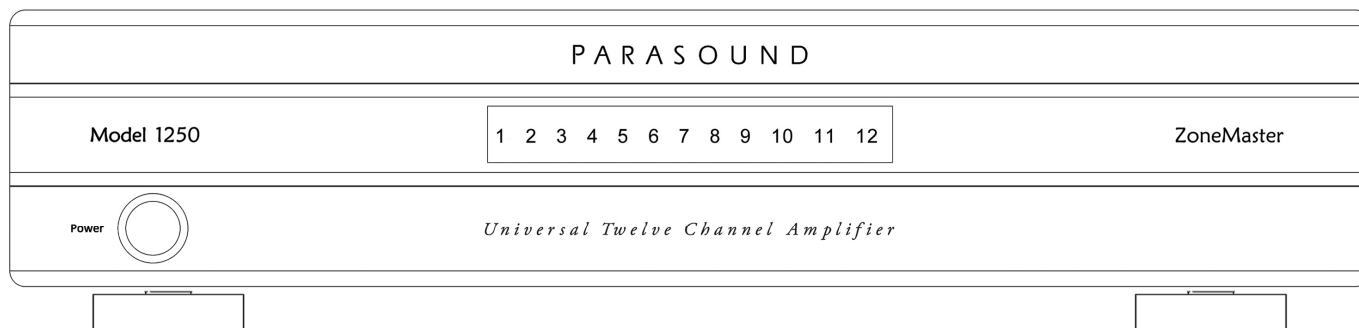 PARASOUND
Model 1250
1 2 3 4 5 6 7 8 9 10 11 12
ZoneMaster
Power
Universal Twelve Channel Amplifier